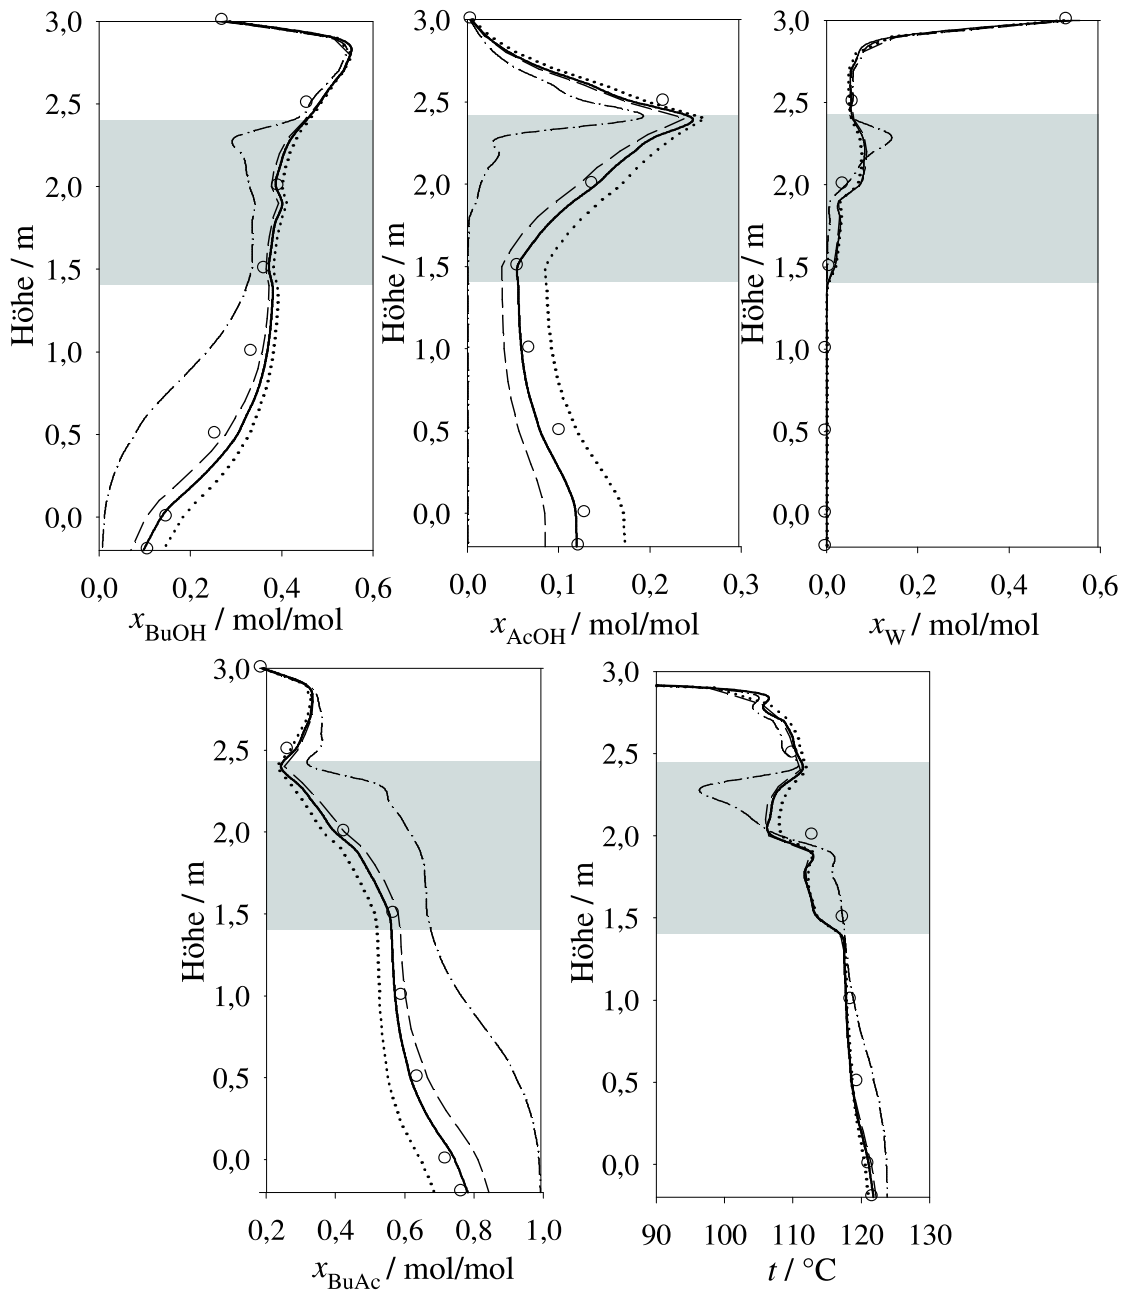 3,0
2,5
2,0
1,5
1,0
0,5
0,0
Höhe / m
0,0 0,2 0,4 0,6
x BuOH / mol/mol
3,0
2,5
2,0
1,5
1,0
0,5
0,0
Höhe / m
0,0 0,1 0,2 0,3
x AcOH / mol/mol
3,0
2,5
2,0
1,5
1,0
0,5
0,0
Höhe / m
0,0 0,2 0,4 0,6
x W / mol/mol
3,0
2,5
2,0
1,5
1,0
0,5
0,0
Höhe / m
0,2 0,4 0,6 0,8 1,0
x BuAc / mol/mol
3,0
2,5
2,0
1,5
1,0
0,5
0,0
Höhe / m
90 100 110 120 130
t / °C